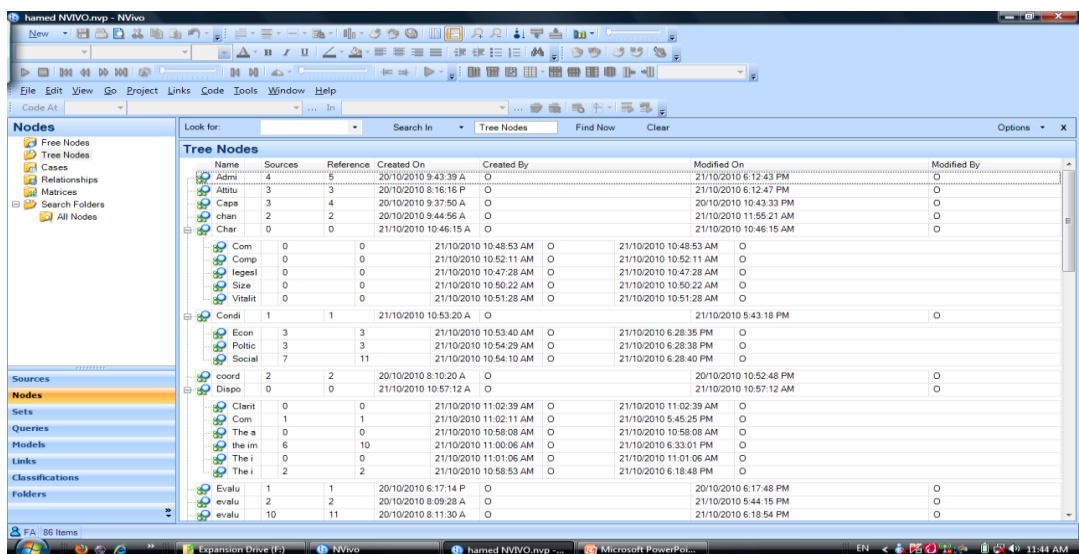 hamed NVIVO.nvp - NVivo
New
B I U
File Edit View Go Project Links Code Tools Window Help
Code At ... In ...
Nodes
Free Nodes
Tree Nodes
Cases
Relationships
Matrices
Search Folders
All Nodes
Sources
Nodes
Sets
Queries
Models
Links
Classifications
Folders
Look for: Search In Tree Nodes Find Now Clear Options x
Tree Nodes
Name Sources Reference Created On Created By Modified On Modified By
Admi 4 5 20/10/2010 9:43:39 A O 21/10/2010 6:12:43 PM O
Attitu 3 3 20/10/2010 8:16:16 P O 21/10/2010 6:12:47 PM O
Capa 3 4 20/10/2010 9:37:50 A O 20/10/2010 10:43:33 PM O
chan 2 2 20/10/2010 9:44:56 A O 21/10/2010 11:55:21 AM O
Char 0 0 21/10/2010 10:46:15 A O 21/10/2010 10:46:15 AM O
Com 0 0 21/10/2010 10:48:53 AM O 21/10/2010 10:48:53 AM O
Comp 0 0 21/10/2010 10:52:11 AM O 21/10/2010 10:52:11 AM O
legesl 0 0 21/10/2010 10:47:28 AM O 21/10/2010 10:47:28 AM O
Size 0 0 21/10/2010 10:50:22 AM O 21/10/2010 10:50:22 AM O
Vitalit 0 0 21/10/2010 10:51:28 AM O 21/10/2010 10:51:28 AM O
Condi 1 1 21/10/2010 10:53:20 A O 21/10/2010 5:43:18 PM O
Econ 3 3 21/10/2010 10:53:40 AM O 21/10/2010 6:28:35 PM O
Poltic 3 3 21/10/2010 10:54:29 AM O 21/10/2010 6:28:38 PM O
Social 7 11 21/10/2010 10:54:10 AM O 21/10/2010 6:28:40 PM O
coord 2 2 20/10/2010 8:10:20 A O 20/10/2010 10:52:48 PM O
Dispo 0 0 21/10/2010 10:57:12 A O 21/10/2010 10:57:12 AM O
Clarit 0 0 21/10/2010 11:02:39 AM O 21/10/2010 11:02:39 AM O
Com 1 1 21/10/2010 11:02:11 AM O 21/10/2010 5:45:25 PM O
The a 0 0 21/10/2010 10:58:08 AM O 21/10/2010 10:58:08 AM O
the im 6 10 21/10/2010 11:00:06 AM O 21/10/2010 6:33:01 PM O
The i 0 0 21/10/2010 11:01:06 AM O 21/10/2010 11:01:06 AM O
The i 2 2 21/10/2010 10:58:53 AM O 21/10/2010 6:18:48 PM O
Evalu 1 1 20/10/2010 6:17:14 P O 20/10/2010 6:17:48 PM O
evalu 2 2 20/10/2010 8:09:28 A O 21/10/2010 5:44:15 PM O
evalu 10 11 20/10/2010 8:11:30 A O 21/10/2010 6:18:54 PM O
FA 86 Items
Expansion Drive (F:) NVivo hamed NVIVO.nvp -... Microsoft PowerPoi... EN 11:44 AM